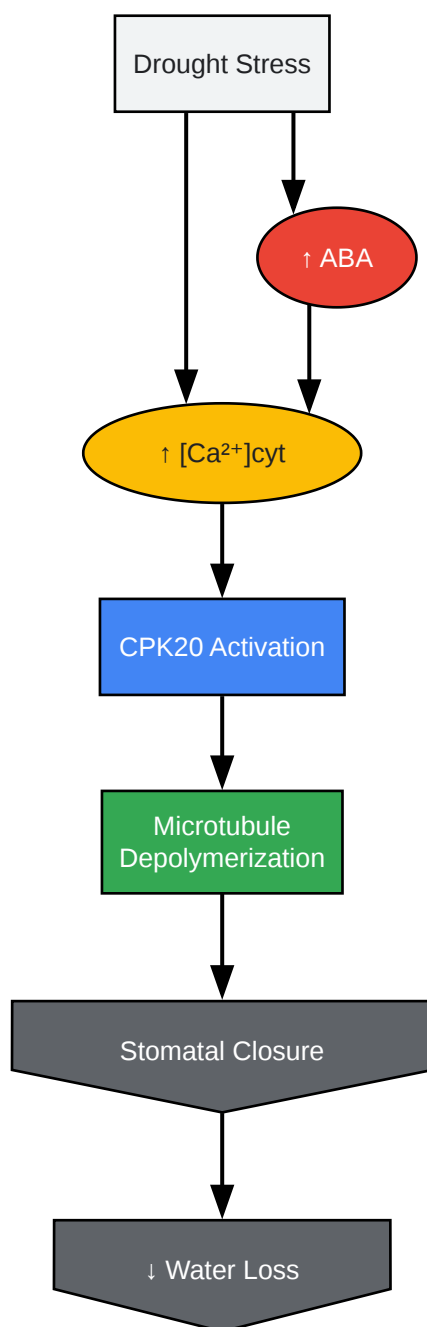 Drought Stress
↑ ABA
↑ [Ca²⁺]cyt
CPK20 Activation
Microtubule
Depolymerization
Stomatal Closure
↓ Water Loss